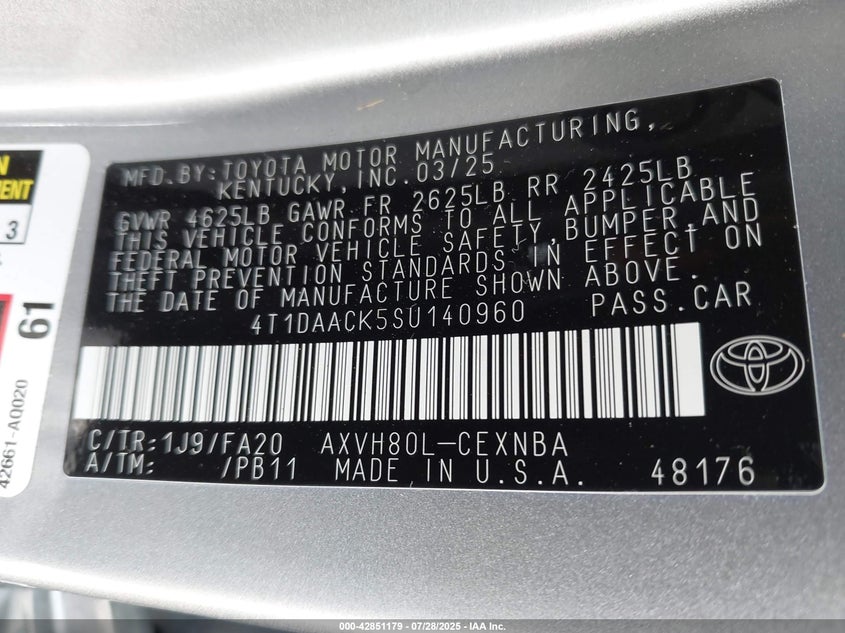 MFD.BY:TOYOTA MOTOR MANUFACTURING,
KENTUCKY, INC. 03/25
GVWR 4625LB GAWR FR 2625LB RR 2425LB
THIS VEHICLE CONFORMS TO ALL APPLICABLE
FEDERAL MOTOR VEHICLE SAFETY, BUMPER, AND
THEFT PREVENTION STANDARDS IN EFFECT ON
THE DATE OF MANUFACTURE SHOWN ABOVE.
4T1DAACK5SU140960 PASS.CAR
C/TR:1J9/FA20 AXVH80L-CEXNBA
A/TM: /PB11 MADE IN U.S.A. 48176
3
61
42661-A0020
000-42851179 | 07/28/2025 - IAA Inc.